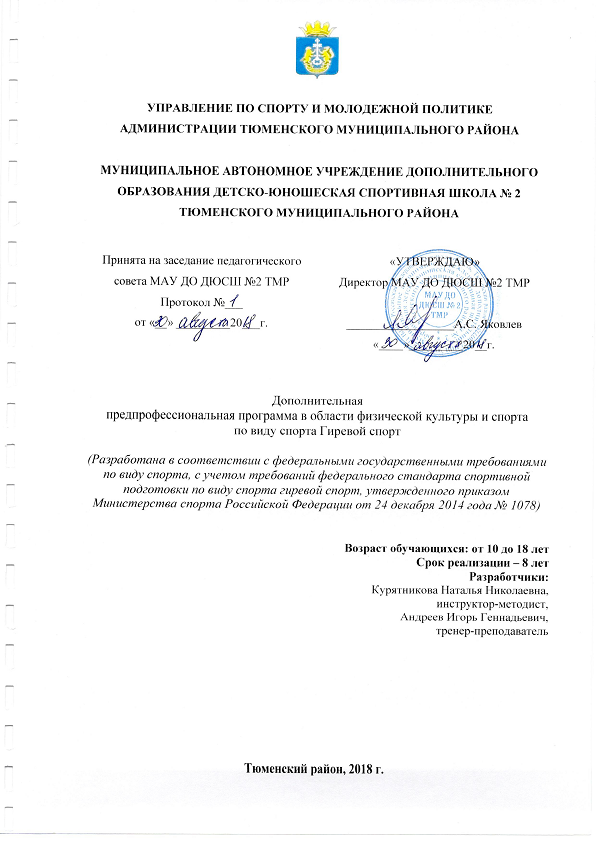 УПРАВЛЕНИЕ ПО СПОРТУ И МОЛОДЕЖНОЙ ПОЛИТИКЕ
АДМИНИСТРАЦИИ ТЮМЕНСКОГО МУНИЦИПАЛЬНОГО РАЙОНА
МУНИЦИПАЛЬНОЕ АВТОНОМНОЕ УЧРЕЖДЕНИЕ ДОПОЛНИТЕЛЬНОГО
ОБРАЗОВАНИЯ ДЕТСКО-ЮНОШЕСКАЯ СПОРТИВНАЯ ШКОЛА № 2
ТЮМЕНСКОГО МУНИЦИПАЛЬНОГО РАЙОНА
Принята на заседание педагогического
совета МАУ ДО ДЮСШ №2 ТМР
Протокол № 1
от «30» августа 2018 г.
«УТВЕРЖДАЮ»
Директор МАУ ДО ДЮСШ №2 ТМР
А.С. Яковлев
«30» августа 2018 г.
МАУ ДО
ДЮСШ № 2
ТМР
Дополнительная
предпрофессиональная программа в области физической культуры и спорта
по виду спорта Гиревой спорт
(Разработана в соответствии с федеральными государственными требованиями
по виду спорта, с учетом требований федерального стандарта спортивной
подготовки по виду спорта гиревой спорт, утвержденного приказом
Министерства спорта Российской Федерации от 24 декабря 2014 года № 1078)
Возраст обучающихся: от 10 до 18 лет
Срок реализации – 8 лет
Разработчики:
Курятникова Наталья Николаевна,
инструктор-методист,
Андреев Игорь Геннадьевич,
тренер-преподаватель
Тюменский район, 2018 г.